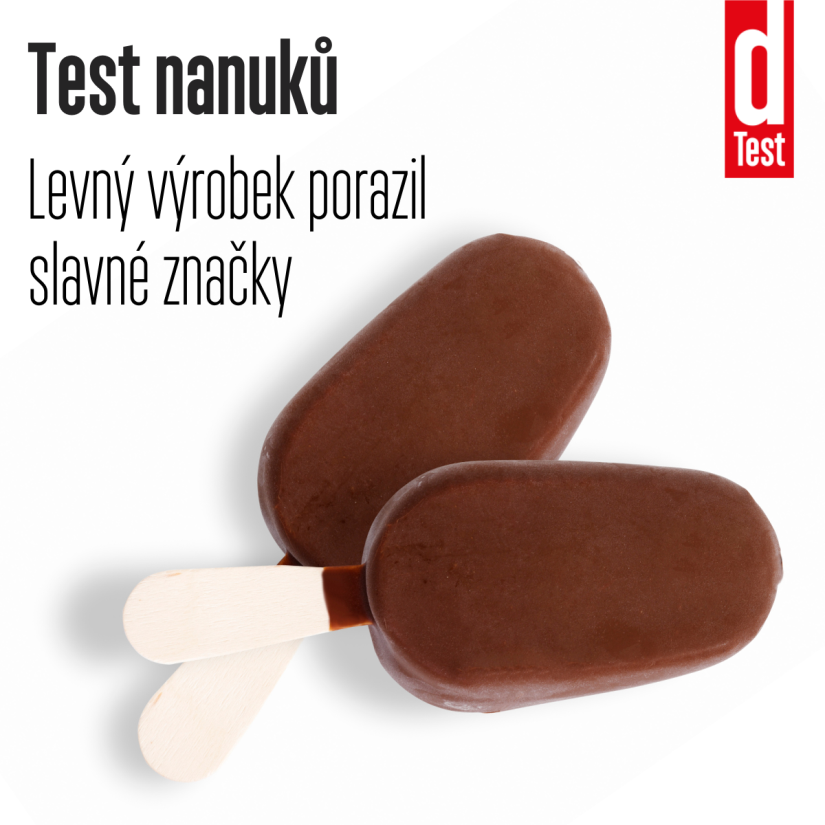 Test nanuků
Levný výrobek porazil
slavné značky
d
Test